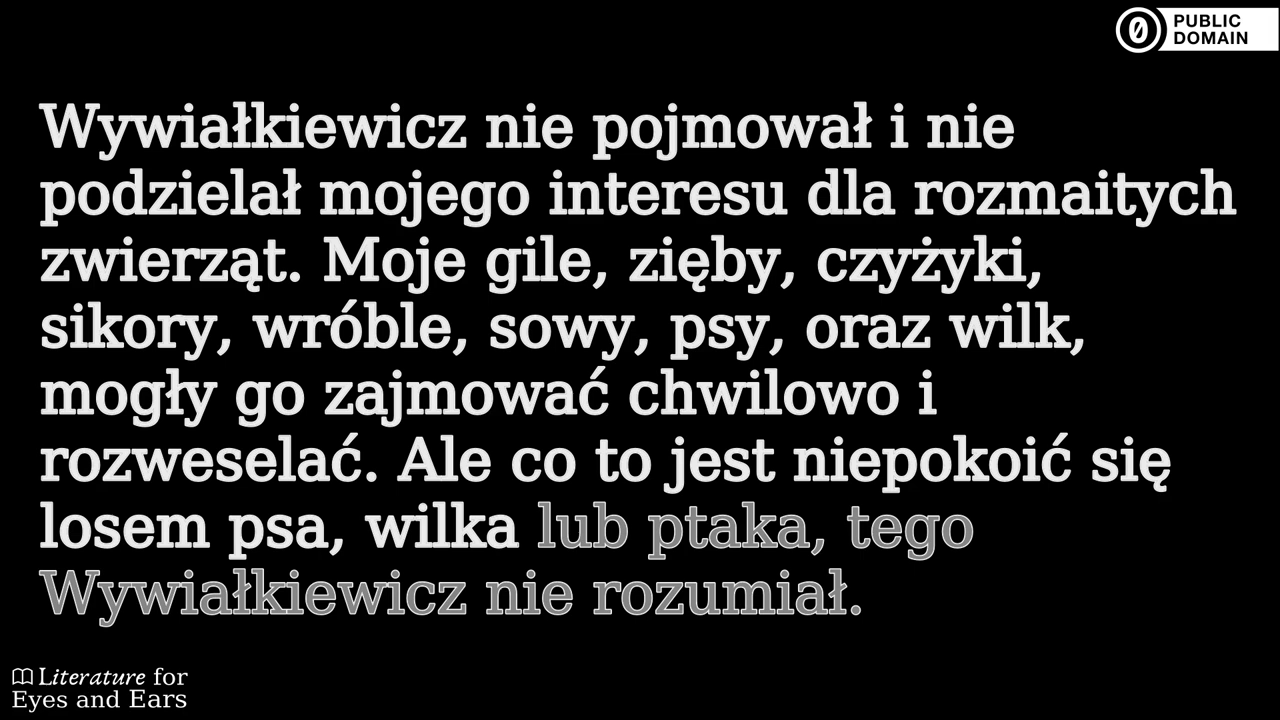 PUBLIC
DOMAIN
Wywiałkiewicz nie pojmował i nie
podzielał mojego interesu dla rozmaitych
zwierząt. Moje gile, zięby, czyżyki,
sikory, wróble, sowy, psy, oraz wilk,
mogły go zajmować chwilowo i
rozweselać. Ale co to jest niepokoić się
losem psa, wilka lub ptaka, tego
Wywiałkiewicz nie rozumiał.
Literature for
Eyes and Ears